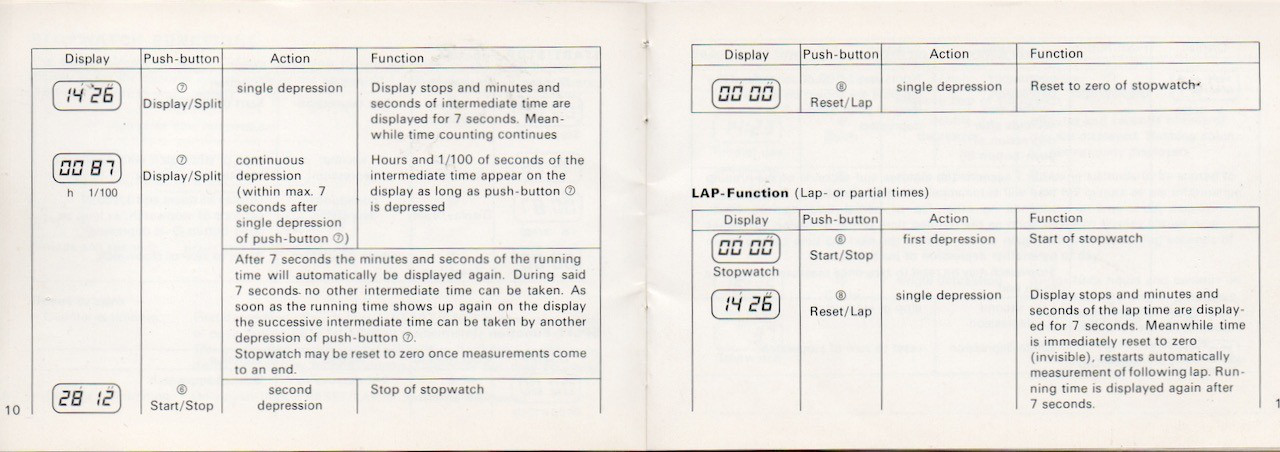 Display Push-button Action Function
14 26 ⑦ single depression Display stops and minutes and
Display/Split seconds of intermediate time are
displayed for 7 seconds. Mean-
while time counting continues
00 87 ⑦ continuous Hours and 1/100 of seconds of the
Display/Split depression intermediate time appear on the
h 1/100 (within max. 7 display as long as push-button ⑦
seconds after is depressed
single depression
of push-button ⑦)
After 7 seconds the minutes and seconds of the running
time will automatically be displayed again. During said
7 seconds no other intermediate time can be taken. As
soon as the running time shows up again on the display
the successive intermediate time can be taken by another
depression of push-button ⑦.
Stopwatch may be reset to zero once measurements come
to an end.
28 12 ⑥ second Stop of stopwatch
Start/Stop depression
10
Display Push-button Action Function
00 00 ⑧ single depression Reset to zero of stopwatch
Reset/Lap
LAP-Function (Lap- or partial times)
Display Push-button Action Function
00 00 ⑥ first depression Start of stopwatch
Start/Stop
Stopwatch
14 26 ⑧ single depression Display stops and minutes and
Reset/Lap seconds of the lap time are display-
ed for 7 seconds. Meanwhile time
is immediately reset to zero
(invisible), restarts automatically
measurement of following lap. Run-
ning time is displayed again after
7 seconds.
1